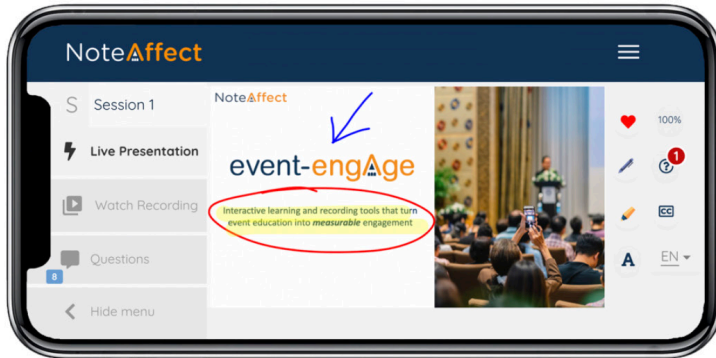 NoteAffect
S Session 1
Live Presentation
Watch Recording
Questions
8
Hide menu
NoteAffect
event-engAge
Interactive learning and recording tools that turn
event education into measurable engagement
100%
1
?
CC
A EN